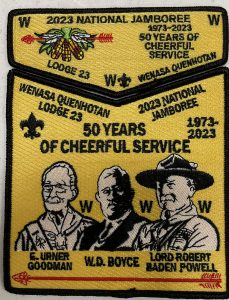 2023 NATIONAL JAMBOREE
W
W
1973-2023
50 YEARS OF
CHEERFUL
SERVICE
LODGE 23
W
WENASA QUENHOTAN
WENASA QUENHOTAN
LODGE 23
W
2023 NATIONAL
JAMBOREE
1973-
2023
50 YEARS
OF CHEERFUL SERVICE
W
W
W
E. URNER
GOODMAN
W.D. BOYCE
LORD ROBERT
BADEN POWELL